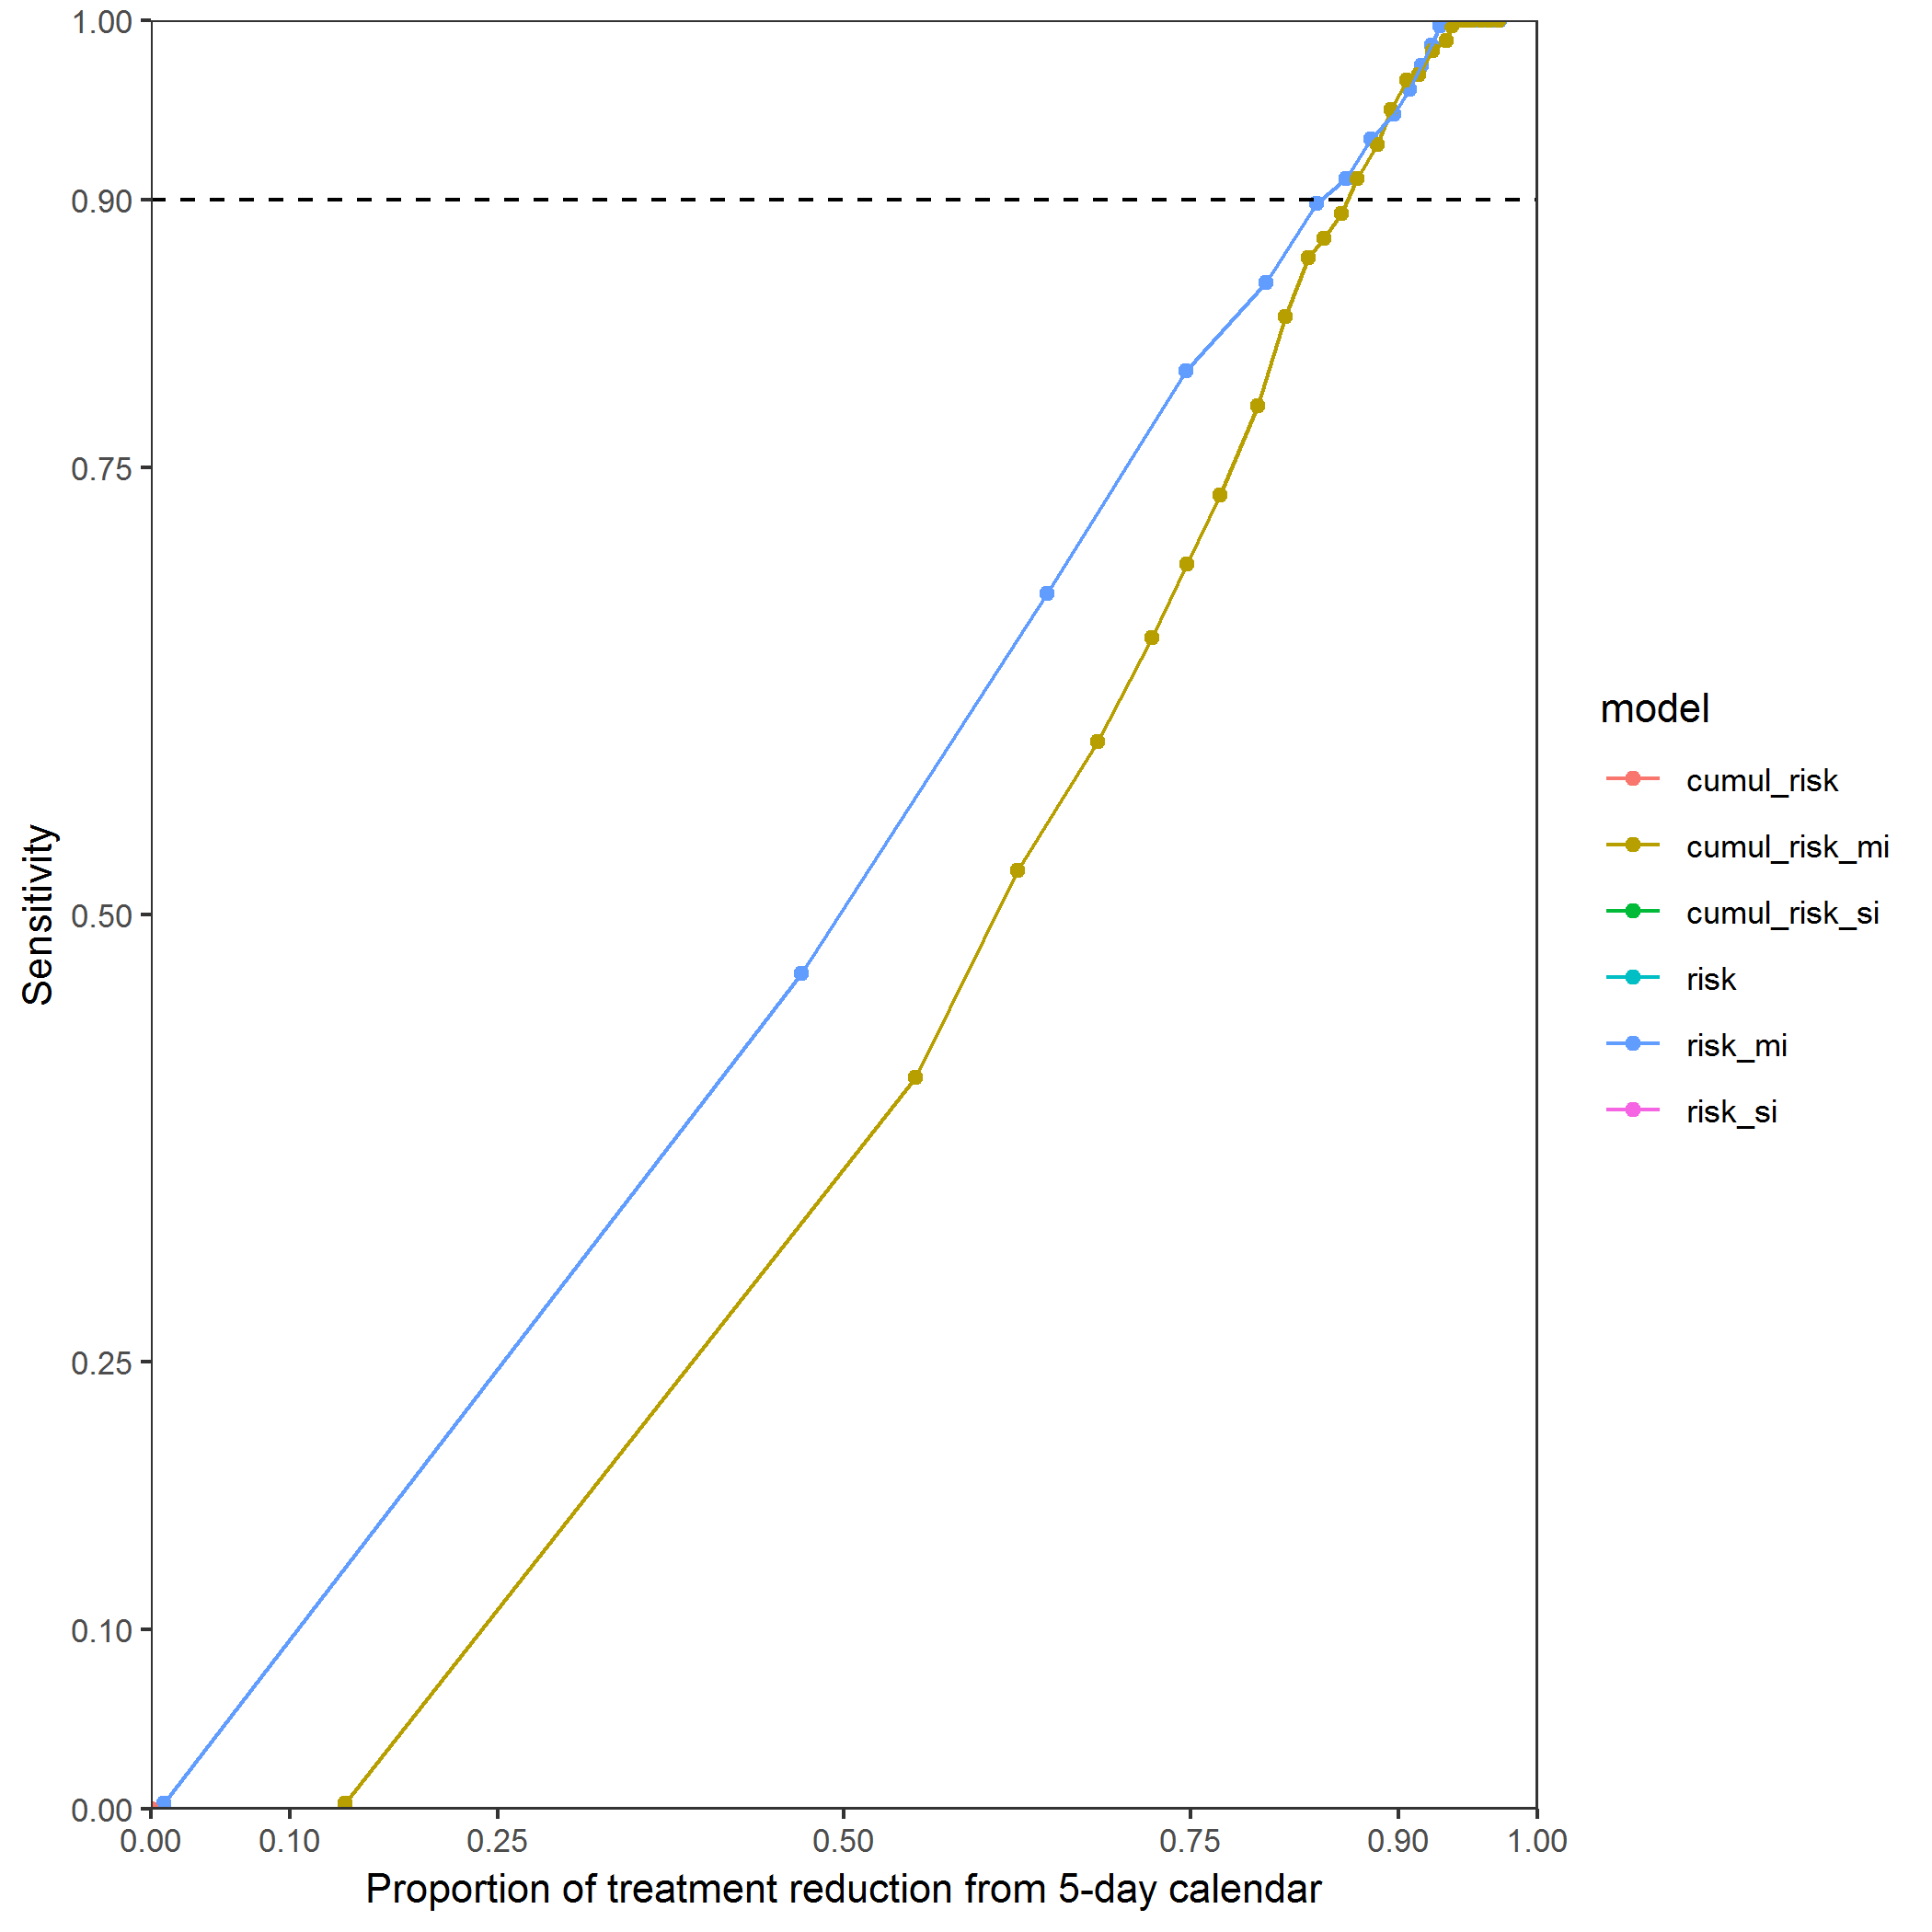 1.00
0.90
0.75
0.50
0.25
0.10
0.00
Sensitivity
0.00 0.10 0.25 0.50 0.75 0.90 1.00
Proportion of treatment reduction from 5-day calendar
model
cumul_risk
cumul_risk_mi
cumul_risk_si
risk
risk_mi
risk_si